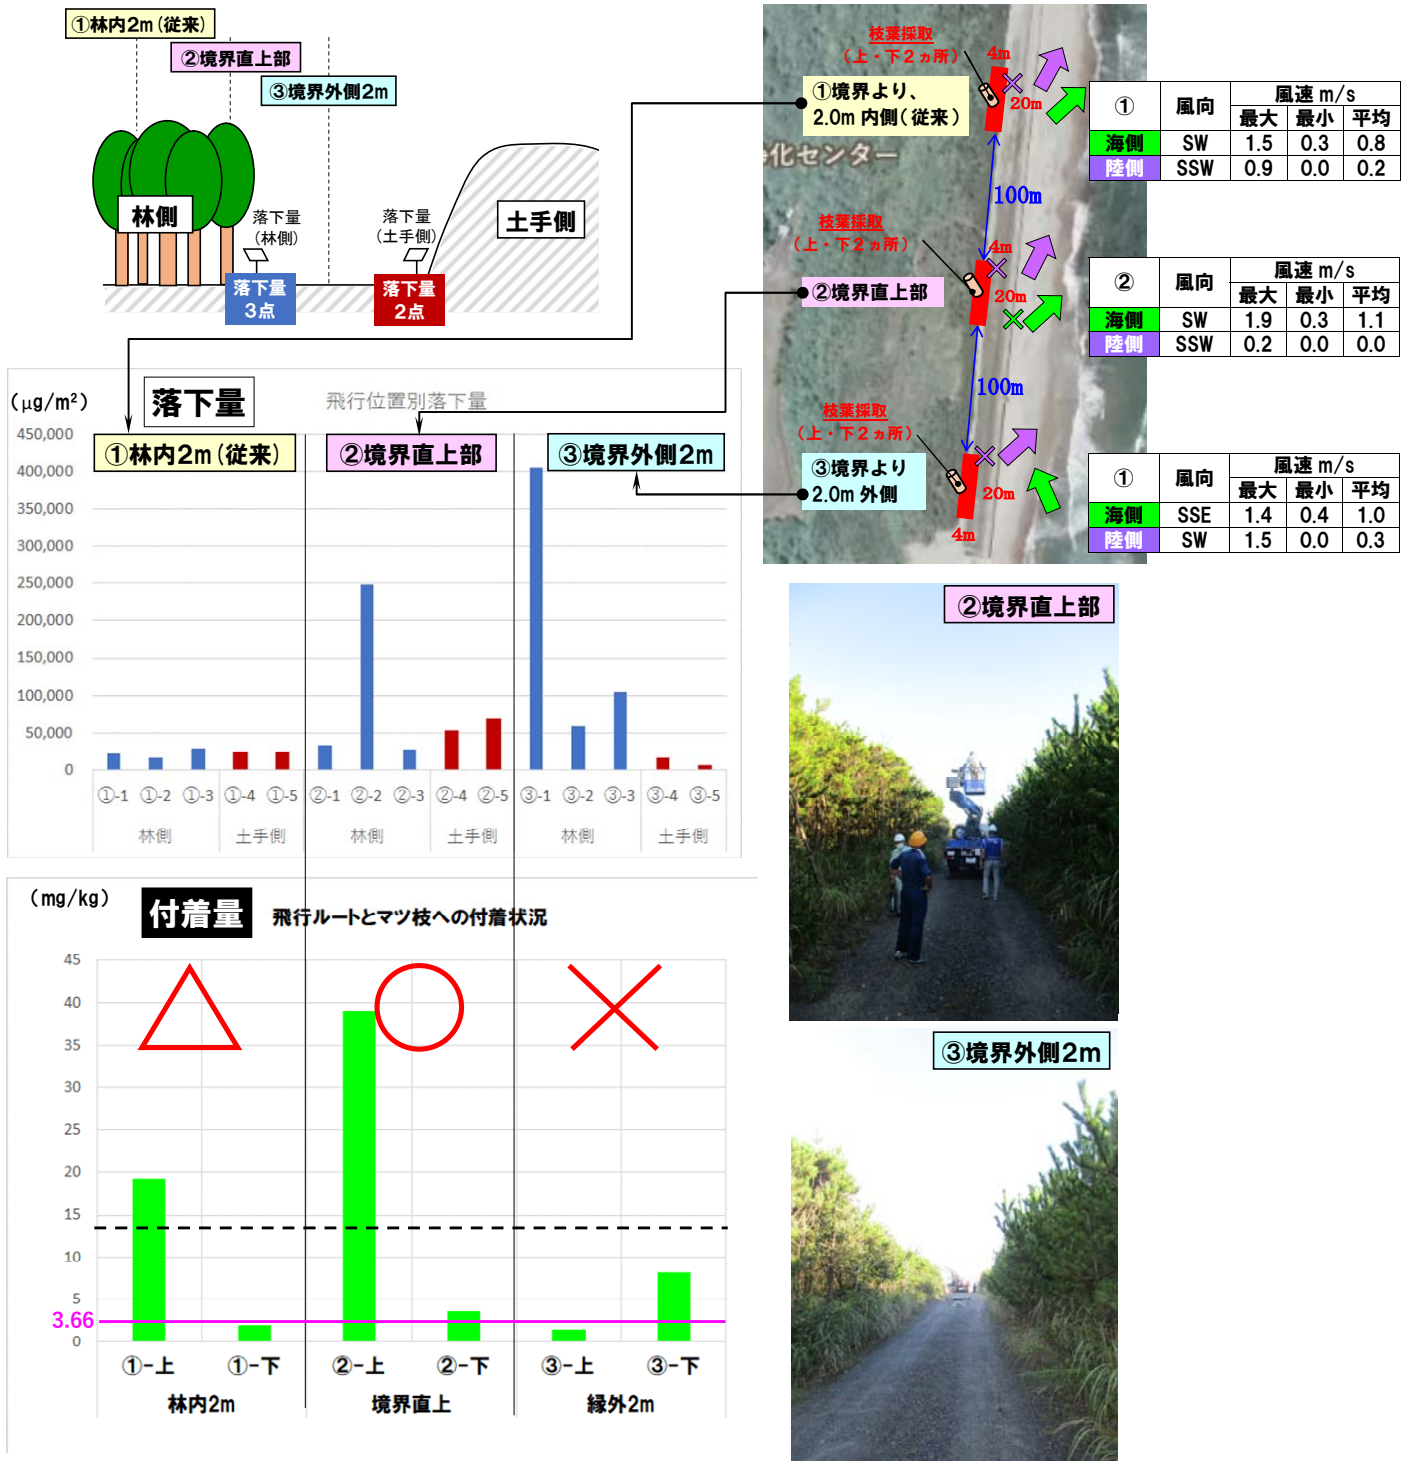 ①林内2m(従来)
②境界直上部
③境界外側2m
林側
落下量
(林側)
落下量
(土手側)
土手側
落下量
3点
落下量
2点
枝葉採取
(上・下2ヵ所)
4m
20m
①境界より、
2.0m 内側(従来)
化センター
100m
枝葉採取
(上・下2ヵ所)
4m
②境界直上部
20m
100m
枝葉採取
(上・下2ヵ所)
③境界より
2.0m 外側
20m
4m
① 風向 風速 m/s
最大 最小 平均
海側 SW 1.5 0.3 0.8
陸側 SSW 0.9 0.0 0.2
② 風向 風速 m/s
最大 最小 平均
海側 SW 1.9 0.3 1.1
陸側 SSW 0.2 0.0 0.0
① 風向 風速 m/s
最大 最小 平均
海側 SSE 1.4 0.4 1.0
陸側 SW 1.5 0.0 0.3
(μg/m²)
落下量
飛行位置別落下量
①林内2m(従来)
②境界直上部
③境界外側2m
450,000
400,000
350,000
300,000
250,000
200,000
150,000
100,000
50,000
0
①-1 ①-2 ①-3 ①-4 ①-5 ②-1 ②-2 ②-3 ②-4 ②-5 ③-1 ③-2 ③-3 ③-4 ③-5
林側 土手側 林側 土手側 林側 土手側
(mg/kg)
付着量
飛行ルートとマツ枝への付着状況
45
40
35
30
25
20
15
10
5
3.66
0
①-上 ①-下 ②-上 ②-下 ③-上 ③-下
林内2m 境界直上 縁外2m
②境界直上部
③境界外側2m